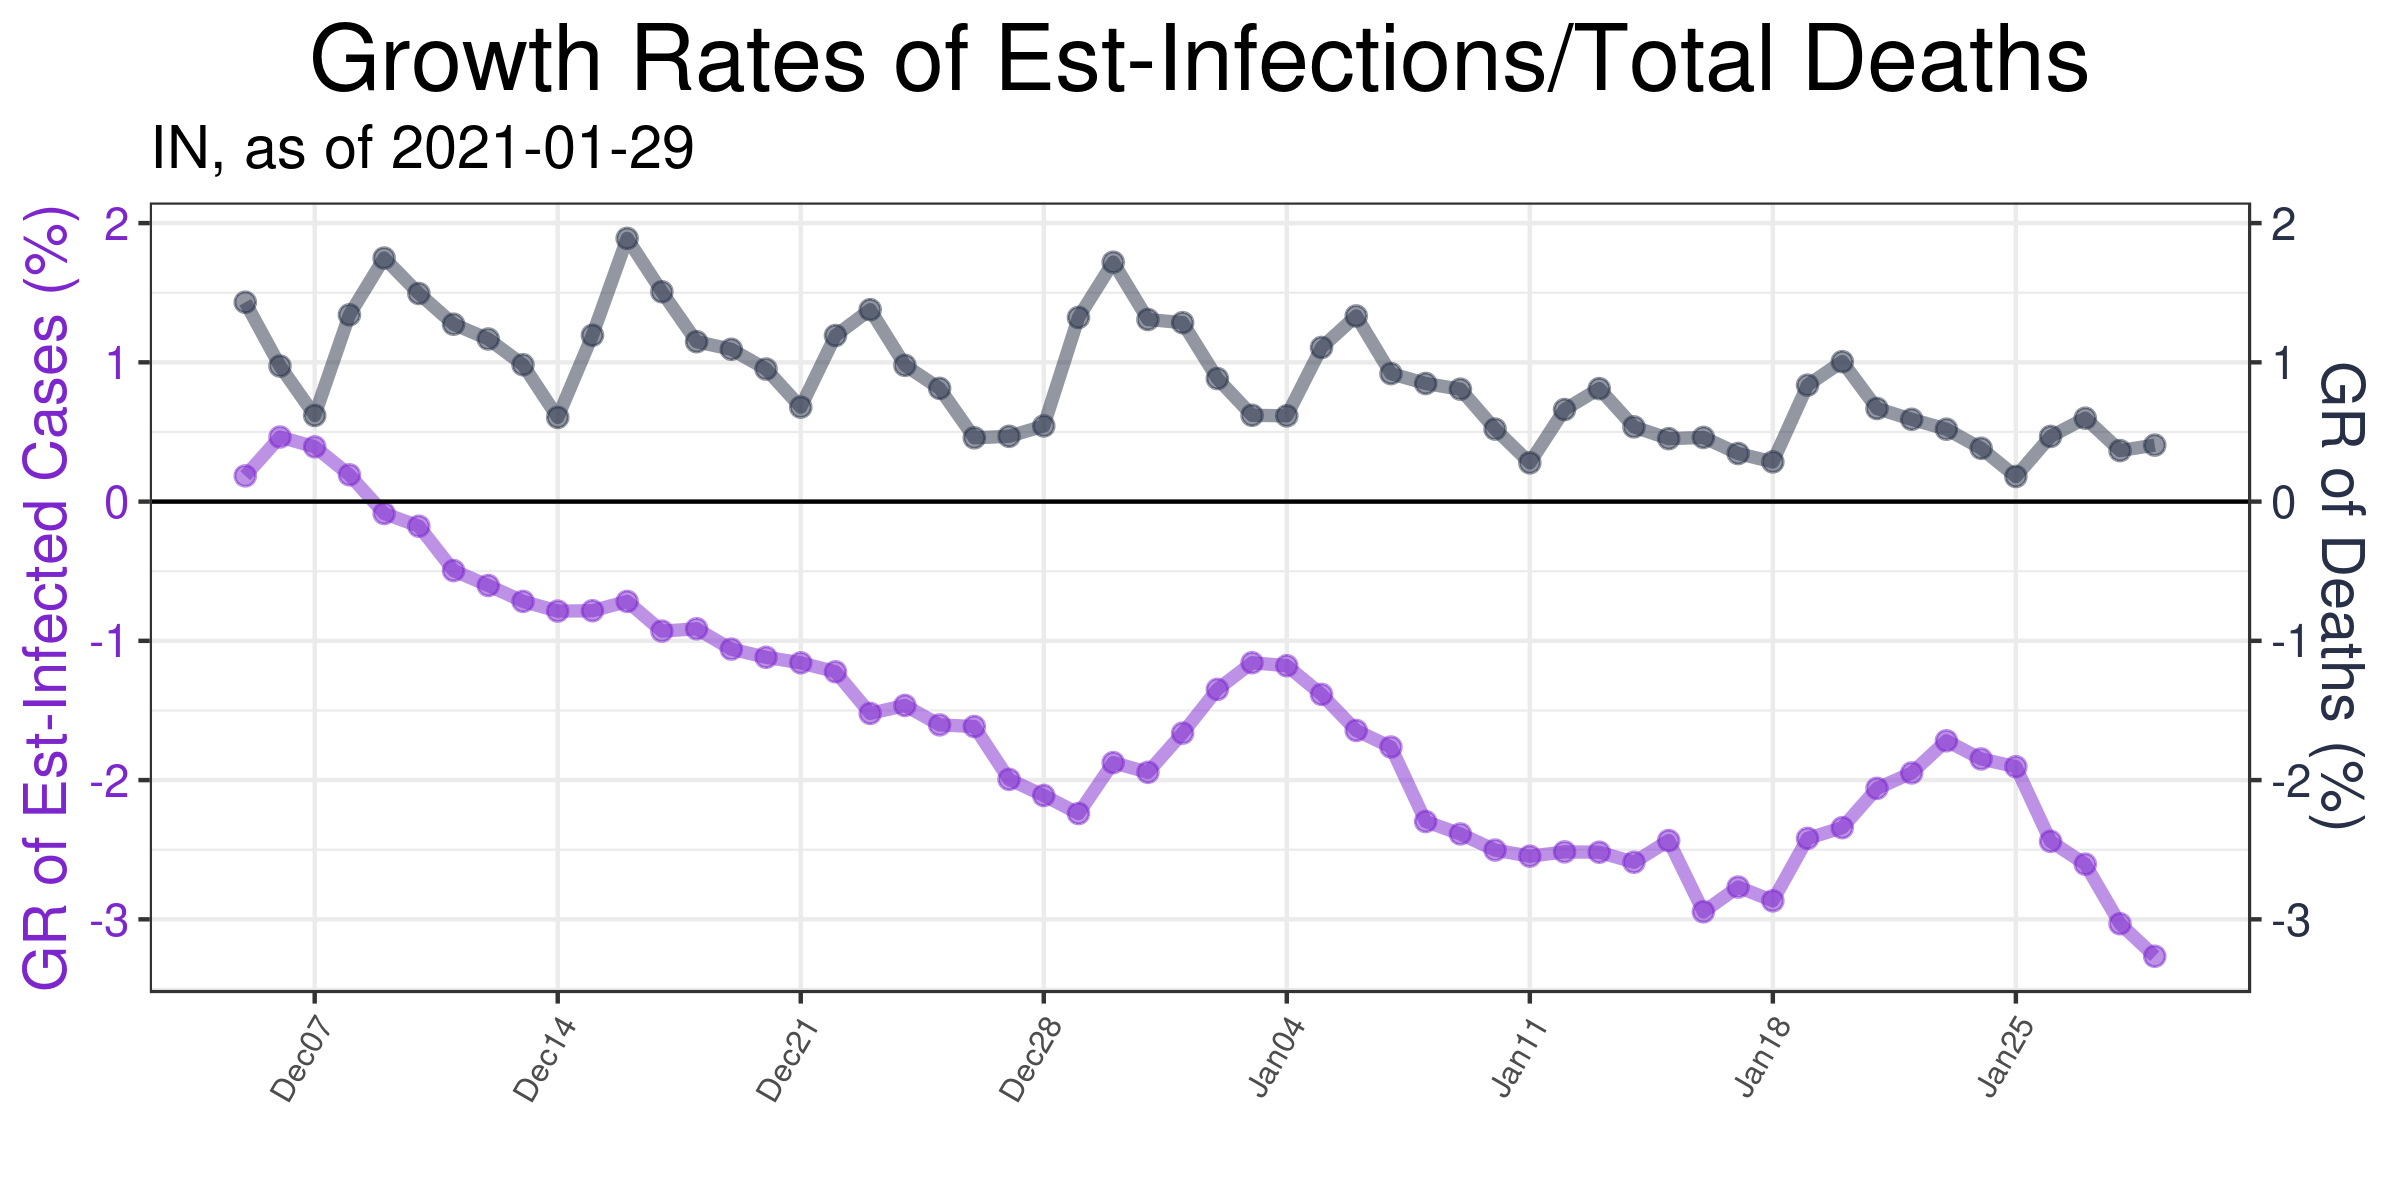 Growth Rates of Est-Infections/Total Deaths
IN, as of 2021-01-29
GR of Est-Infected Cases (%)
2
1
0
-1
-2
-3
2
1
0
-1
-2
-3
GR of Deaths (%)
Dec07
Dec14
Dec21
Dec28
Jan04
Jan11
Jan18
Jan25